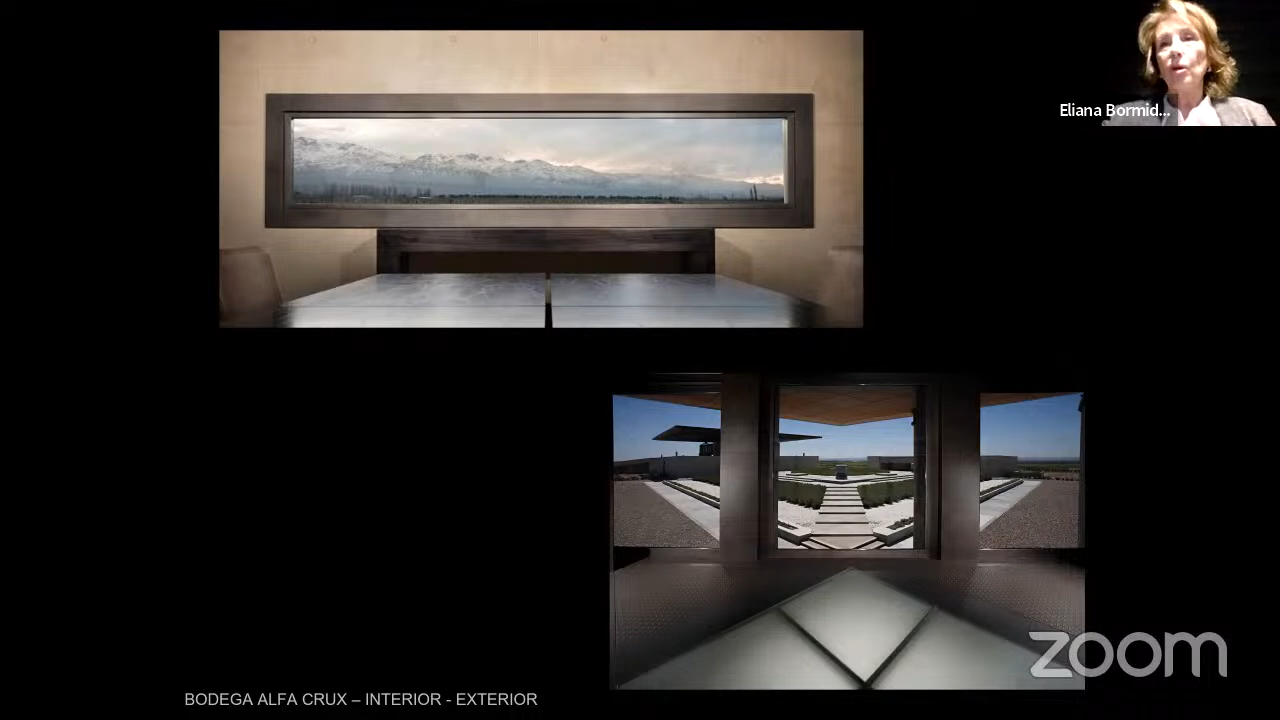 Eliana Bormid...
zoom
BODEGA ALFA CRUX – INTERIOR - EXTERIOR